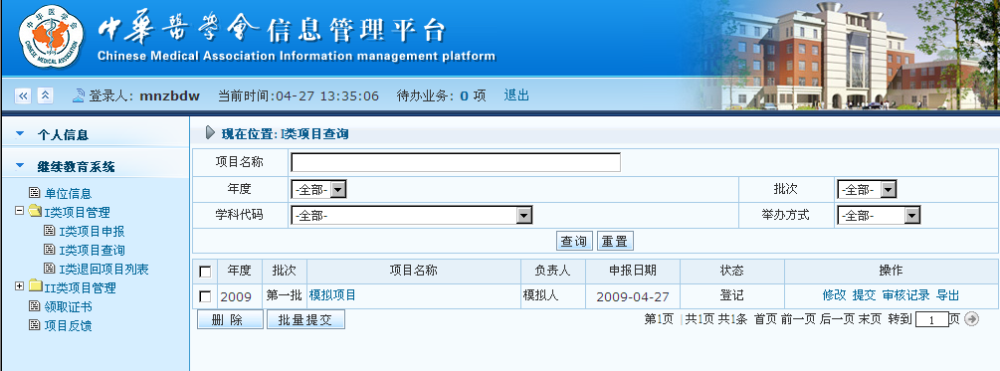 中华医学会
CHINESE MEDICAL ASSOCIATION
中華醫學會信息管理平台
Chinese Medical Association Information management platform
登录人: mnzbdw 当前时间:04-27 13:35:06 待办业务: 0 项 退出
个人信息
继续教育系统
单位信息
I类项目管理
I类项目申报
I类项目查询
I类退回项目列表
II类项目管理
领取证书
项目反馈
现在位置: I类项目查询
项目名称
年度 -全部- 批次 -全部-
学科代码 -全部- 举办方式 -全部-
查询 重置
年度 批次 项目名称 负责人 申报日期 状态 操作
2009 第一批 模拟项目 模拟人 2009-04-27 登记 修改 提交 审核记录 导出
删 除 批量提交 第1页 |共1页 共1条 首页 前一页 后一页 末页 转到 1 页